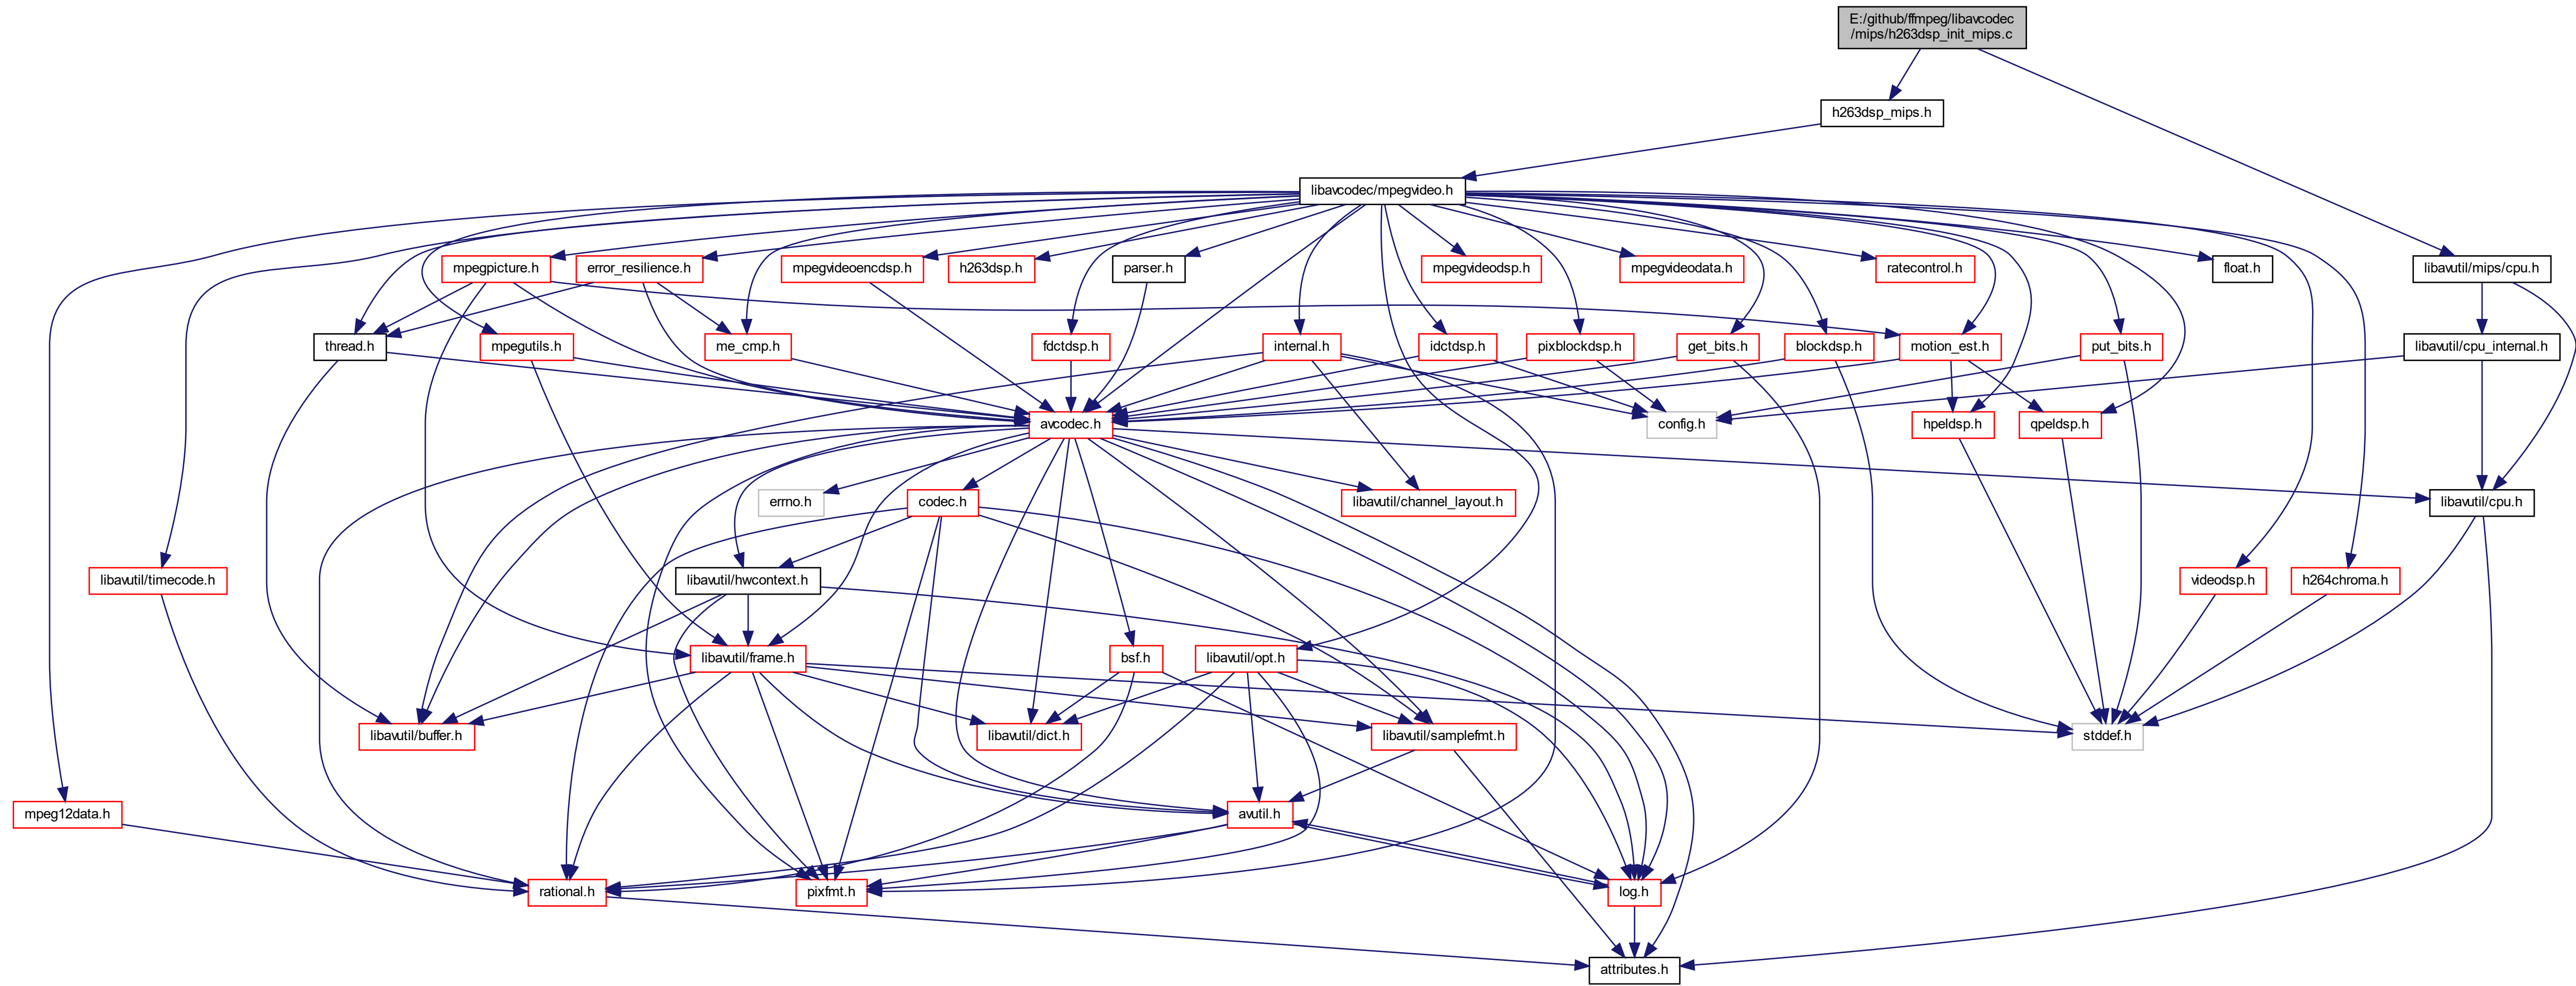 E:/github/ffmpeg/libavcodec
/mips/h263dsp_init_mips.c
h263dsp_mips.h
libavcodec/mpegvideo.h
mpegpicture.h
error_resilience.h
mpegvideoencdsp.h
h263dsp.h
parser.h
mpegvideodsp.h
mpegvideodata.h
ratecontrol.h
float.h
libavutil/mips/cpu.h
thread.h
mpegutils.h
me_cmp.h
fdctdsp.h
internal.h
idctdsp.h
pixblockdsp.h
get_bits.h
blockdsp.h
motion_est.h
put_bits.h
libavutil/cpu_internal.h
avcodec.h
config.h
hpeldsp.h
qpeldsp.h
errno.h
codec.h
libavutil/channel_layout.h
libavutil/cpu.h
libavutil/timecode.h
libavutil/hwcontext.h
videodsp.h
h264chroma.h
libavutil/frame.h
bsf.h
libavutil/opt.h
libavutil/buffer.h
libavutil/dict.h
libavutil/samplefmt.h
stddef.h
mpeg12data.h
avutil.h
rational.h
pixfmt.h
log.h
attributes.h